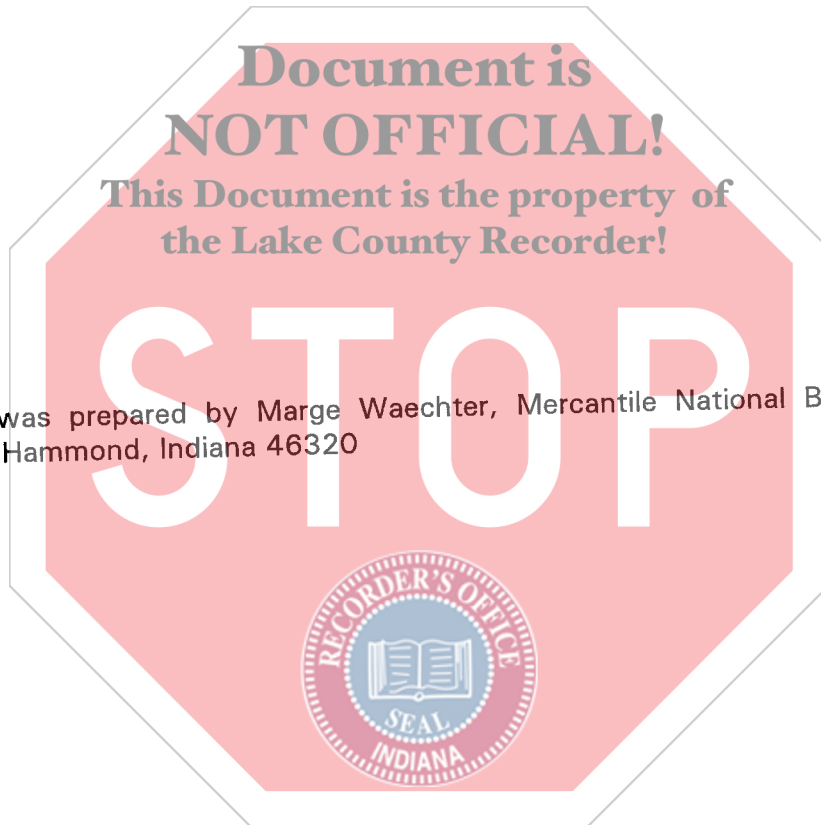 Document is
NOT OFFICIAL!
This Document is the property of
the Lake County Recorder!
STOP
was prepared by Marge Waechter, Mercantile National B
Hammond, Indiana 46320
RECORDER'S OFFICE
SEAL
INDIANA